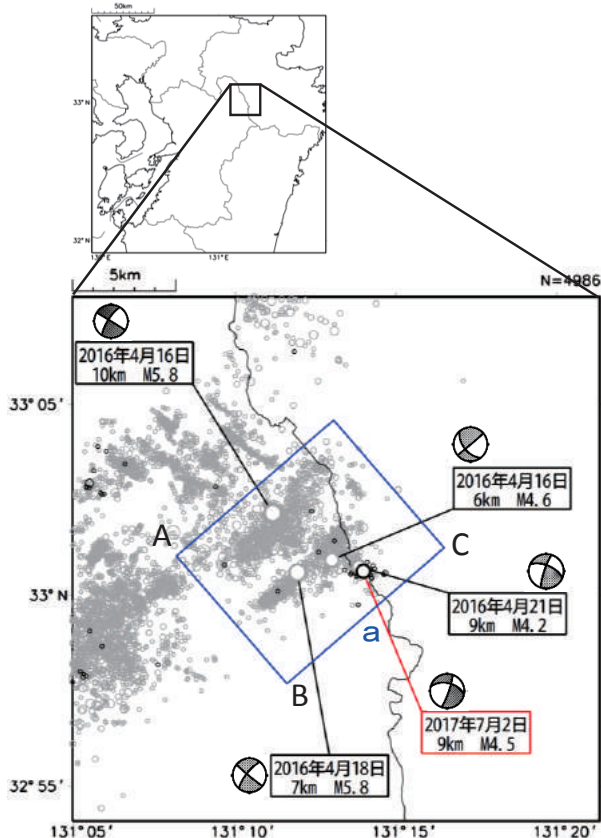 50km
33°N
32°N
131°E
5km
N=4986
2016年4月16日
10km M5.8
33°05′
2016年4月16日
6km M4.6
A
C
33°N
2016年4月21日
9km M4.2
a
B
2017年7月2日
9km M4.5
2016年4月18日
7km M5.8
32°55′
131°05′
131°10′
131°15′
131°20′